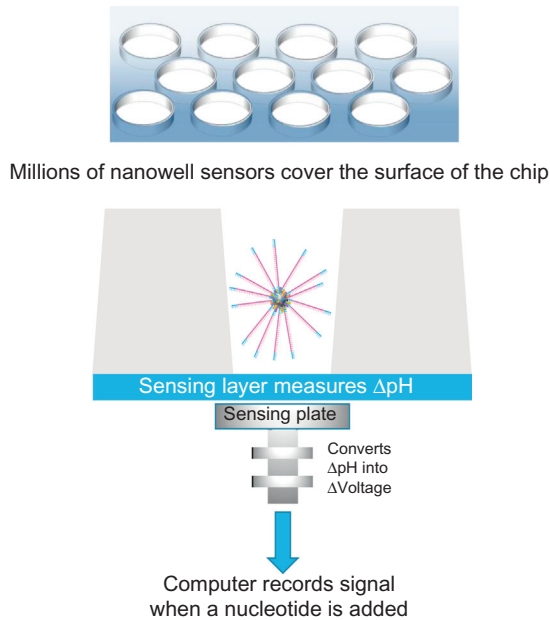 Millions of nanowell sensors cover the surface of the chip
Sensing layer measures ΔpH
Sensing plate
Converts
ΔpH into
ΔVoltage
Computer records signal
when a nucleotide is added